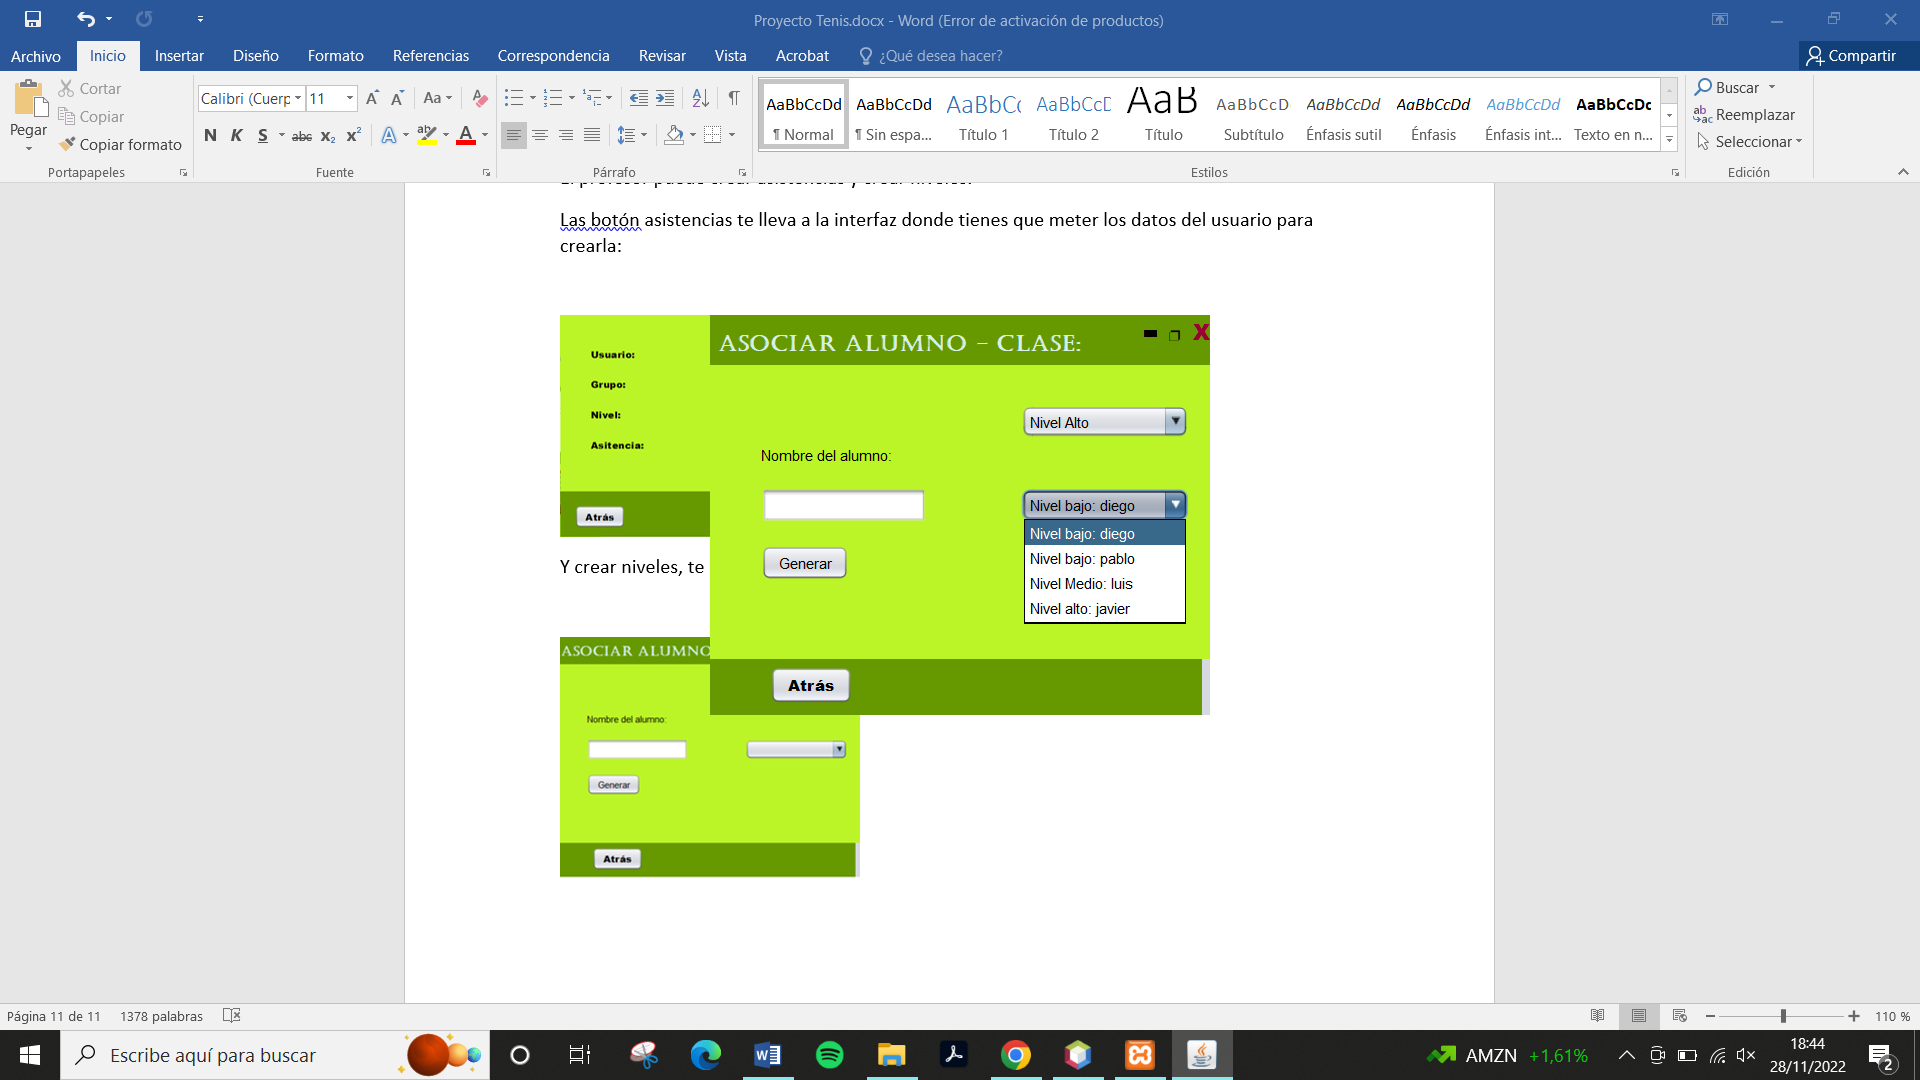 Proyecto Tenis.docx - Word (Error de activación de productos)
Archivo Inicio Insertar Diseño Formato Referencias Correspondencia Revisar Vista Acrobat ¿Qué desea hacer? Compartir
Pegar
Cortar
Copiar
Copiar formato
Portapapeles
Calibri (Cuerp 11
N K S abc x₂ x²
Fuente
Párrafo
AaBbCcDd AaBbCcDd AaBbCc AaBbCcD AaB AaBbCcD AaBbCcDd AaBbCcDd AaBbCcDd AaBbCcDc
¶ Normal ¶ Sin espa... Título 1 Título 2 Título Subtítulo Énfasis sutil Énfasis Énfasis int... Texto en n...
Estilos
Buscar
Reemplazar
Seleccionar
Edición
Las botón asistencias te lleva a la interfaz donde tienes que meter los datos del usuario para
crearla:
Usuario:
Grupo:
Nivel:
Asitencia:
Atrás
ASOCIAR ALUMNO - CLASE:
X
Nivel Alto
Nombre del alumno:
Nivel bajo: diego
Generar
Nivel bajo: diego
Nivel bajo: pablo
Nivel Medio: luis
Nivel alto: javier
Atrás
Y crear niveles, te
ASOCIAR ALUMNO
Nombre del alumno:
Generar
Atrás
Página 11 de 11 1378 palabras 110 %
Escribe aquí para buscar
AMZN +1,61%
18:44
28/11/2022
2